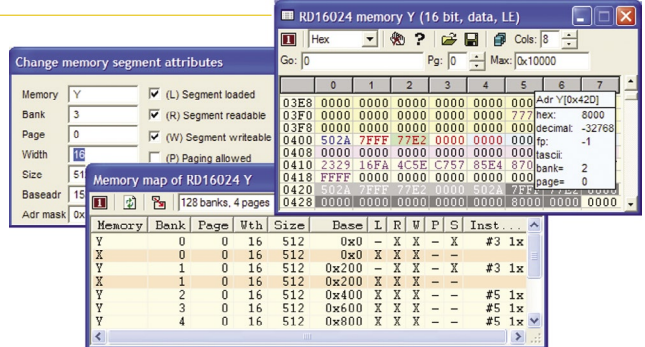 RD16024 memory Y (16 bit, data, LE)
Hex
Cols: 8
Go: 0
Pg: 0
Max: 0x10000
0 1 2 3 4 5 6 7
03E8 0000 0000 0000 0000 0000 000
03F0 0000 0000 0000 0000 0000 777
03F8 0000 0000 0000 0000 0000 000
0400 502A 7FFF 77E2 0000 0000 000
0408 0000 0000 0000 0000 0000 000
0410 2329 16FA 4C5E C757 85E4 870
0418 FFFF 0000 0000 0000 0000 000
0420 502A 7FFF 77E2 0000 502A 7FF
0428 0000 0000 0000 0000 0000 8000 0000 0000
Adr Y[0x42D]
hex: 8000
decimal: -32768
fp: -1
tascii:
bank= 2
page= 0
Change memory segment attributes
Memory Y
Bank 3
Page 0
Width 16
Size 51
Baseadr 15
Adr mask 0x
(L) Segment loaded
(R) Segment readable
(W) Segment writeable
(P) Paging allowed
Memory map of RD16024 Y
128 banks, 4 pages
Memory Bank Page Wth Size Base L R W P S Inst...
Y 0 0 16 512 0x0 – X X – X #3 1x
X 0 0 16 512 0x0 X X X – –
Y 1 0 16 512 0x200 – X X – X #3 1x
X 1 0 16 512 0x200 X X X – –
Y 2 0 16 512 0x400 X X X – – #5 1x
Y 3 0 16 512 0x600 X X X – – #5 1x
Y 4 0 16 512 0x800 X X X – – #5 1x